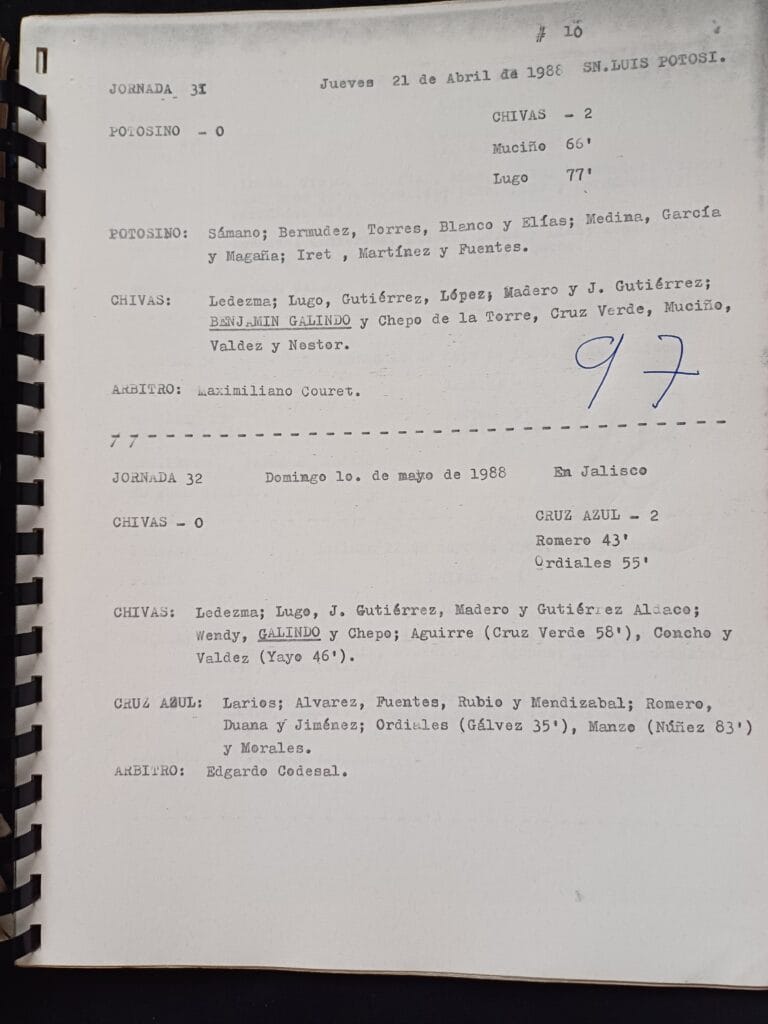 # 10
JORNADA 31 Jueves 21 de Abril de 1988 SN.LUIS POTOSI.
POTOSINO - 0 CHIVAS - 2
Muciño 66'
Lugo 77'
POTOSINO: Sámano; Bermudez, Torres, Blanco y Elías; Medina, García
y Magaña; Iret , Martínez y Fuentes.
CHIVAS: Ledezma; Lugo, Gutiérrez, López; Madero y J. Gutiérrez;
BENJAMIN GALINDO y Chepo de la Torre, Cruz Verde, Muciño,
Valdez y Nestor.
97
ARBITRO: Maximiliano Couret.
77--------------------------------
JORNADA 32 Domingo 1o. de mayo de 1988 En Jalisco
CHIVAS - 0 CRUZ AZUL - 2
Romero 43'
Ordiales 55'
CHIVAS: Ledezma; Lugo, J. Gutiérrez, Madero y Gutiérrez Aldaco;
Wendy, GALINDO y Chepo; Aguirre (Cruz Verde 58'), Concho y
Valdez (Yayo 46').
CRUZ AZUL: Larios; Alvarez, Fuentes, Rubio y Mendizabal; Romero,
Duana y Jiménez; Ordiales (Gálvez 35'), Manzo (Núñez 83')
y Morales.
ARBITRO: Edgardo Codesal.